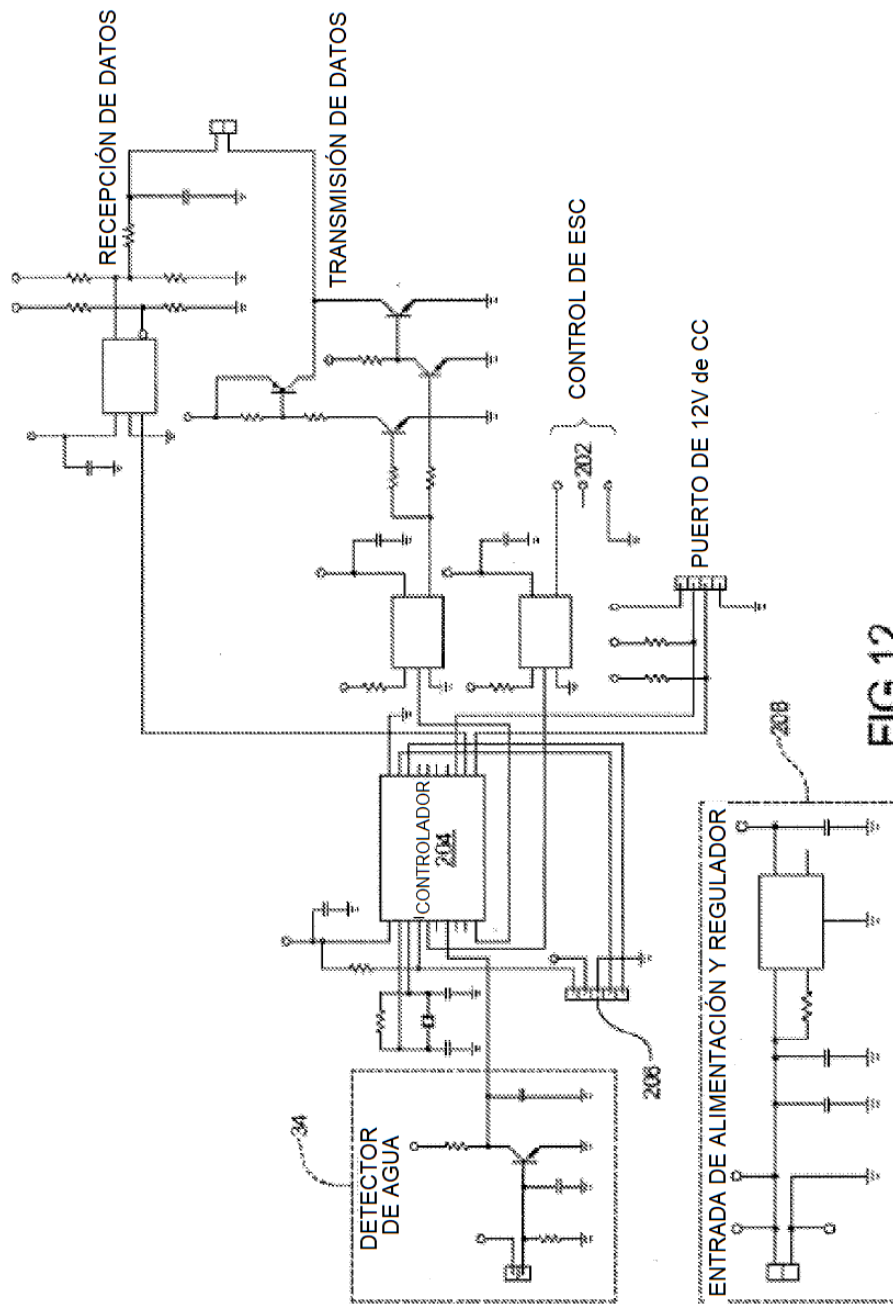 RECEPCIÓN DE DATOS
TRANSMISIÓN DE DATOS
CONTROL DE ESC
202
PUERTO DE 12V de CC
CONTROLADOR
204
206
34
DETECTOR
DE AGUA
208
ENTRADA DE ALIMENTACIÓN Y REGULADOR
FIG.12